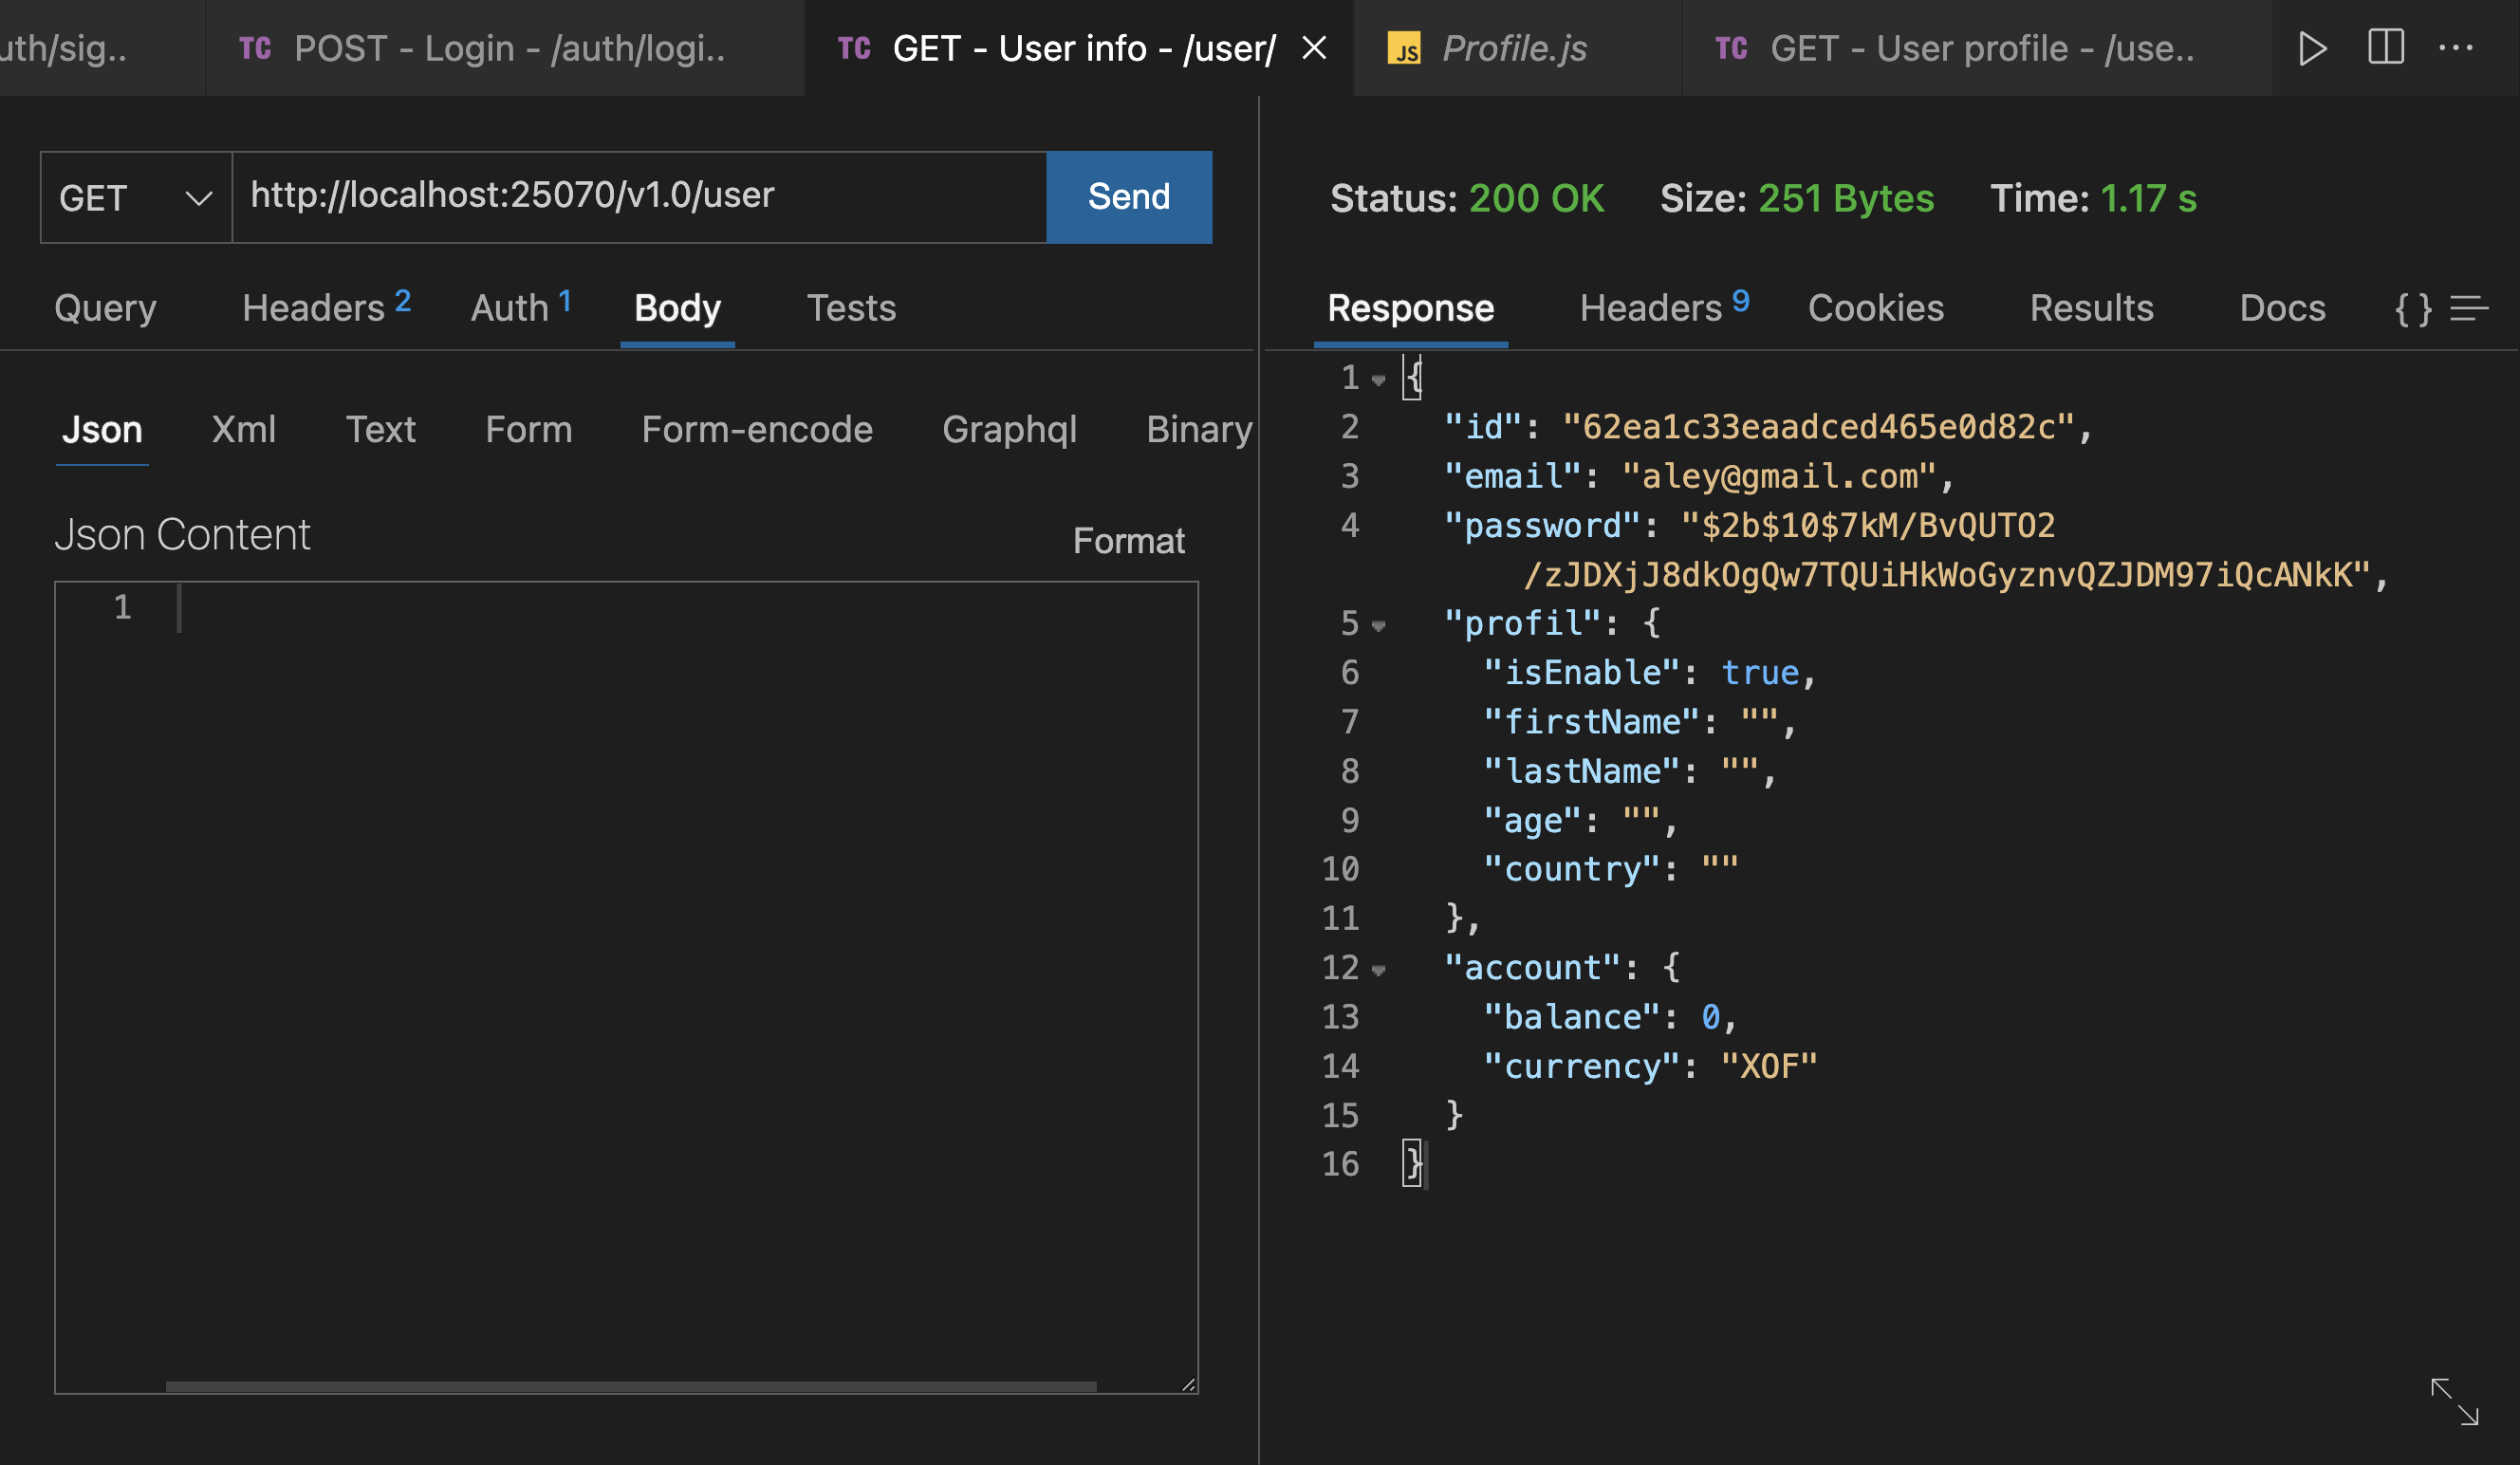 uth/sig..
TC POST - Login - /auth/logi..
TC GET - User info - /user/
JS Profile.js
TC GET - User profile - /use..
GET http://localhost:25070/v1.0/user Send
Query Headers 2 Auth 1 Body Tests
Json Xml Text Form Form-encode Graphql Binary
Json Content Format
1
Status: 200 OK Size: 251 Bytes Time: 1.17 s
Response Headers 9 Cookies Results Docs {}
1 {
2 "id": "62ea1c33eaadced465e0d82c",
3 "email": "aley@gmail.com",
4 "password": "$2b$10$7kM/BvQUTO2
/zJDXjJ8dkOgQw7TQUiHkWoGyznvQZJDM97iQcANkK",
5 "profil": {
6 "isEnable": true,
7 "firstName": "",
8 "lastName": "",
9 "age": "",
10 "country": ""
11 },
12 "account": {
13 "balance": 0,
14 "currency": "XOF"
15 }
16 }